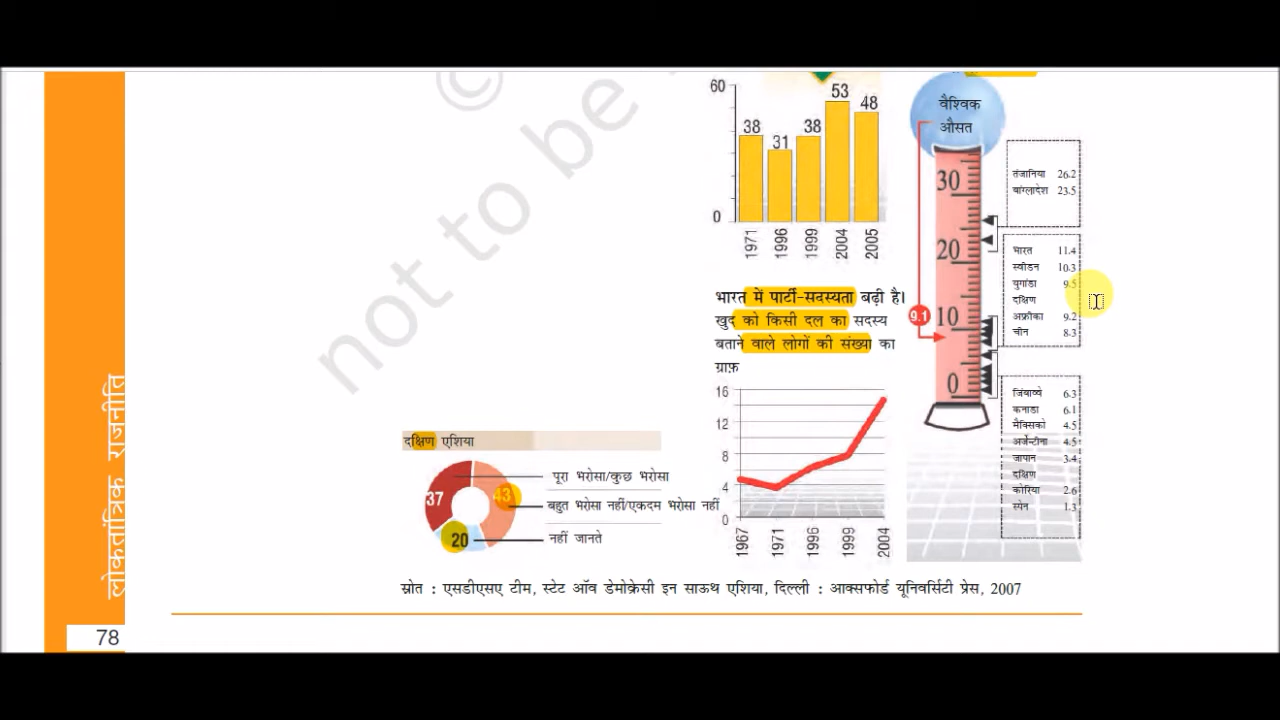 © not to be
60
0
38
31
38
53
48
1971
1996
1999
2004
2005
भारत में पार्टी-सदस्यता बढ़ी है।
खुद को किसी दल का सदस्य
बताने वाले लोगों की संख्या का
ग्राफ़
16
12
8
4
0
1967
1971
1996
1999
2004
वैश्विक
औसत
30
20
10
0
9.1
तंजानिया 26.2
बांग्लादेश 23.5
भारत 11.4
स्वीडन 10.3
युगांडा 9.5
दक्षिण
अफ्रीका 9.2
चीन 8.3
जिंबाब्वे 6.3
कनाडा 6.1
मैक्सिको 4.5
अर्जेन्टीना 4.5
जापान 3.4
दक्षिण
कोरिया 2.6
स्पेन 1.3
दक्षिण एशिया
37
43
20
पूरा भरोसा/कुछ भरोसा
बहुत भरोसा नहीं/एकदम भरोसा नहीं
नहीं जानते
स्रोत : एसडीएसए टीम, स्टेट ऑव डेमोक्रेसी इन साऊथ एशिया, दिल्ली : आक्सफोर्ड यूनिवर्सिटी प्रेस, 2007
लोकतांत्रिक राजनीति
78